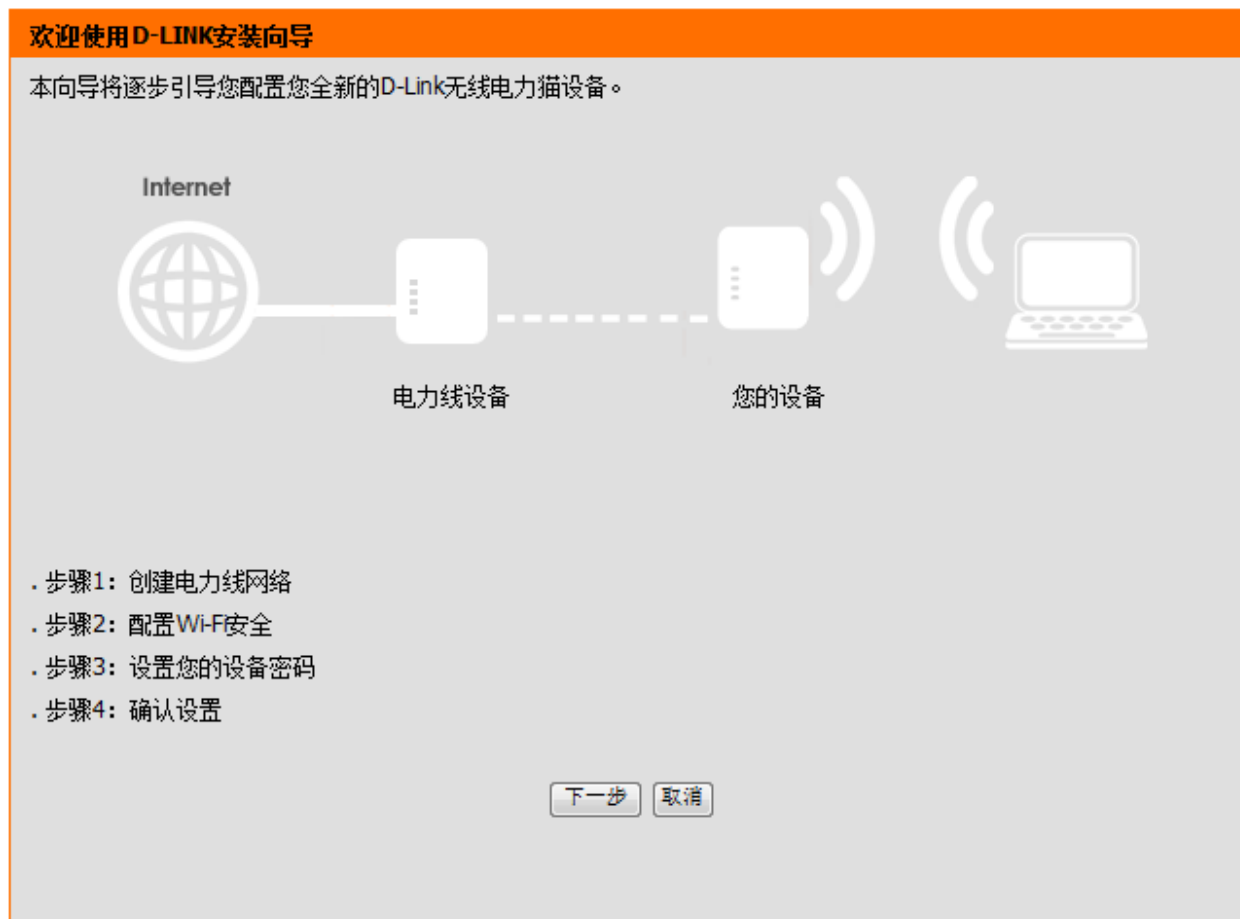 欢迎使用D-LINK安装向导
本向导将逐步引导您配置您全新的D-Link无线电力猫设备。
Internet
电力线设备 您的设备
. 步骤1: 创建电力线网络
. 步骤2: 配置Wi-Fi安全
. 步骤3: 设置您的设备密码
. 步骤4: 确认设置
下一步 取消